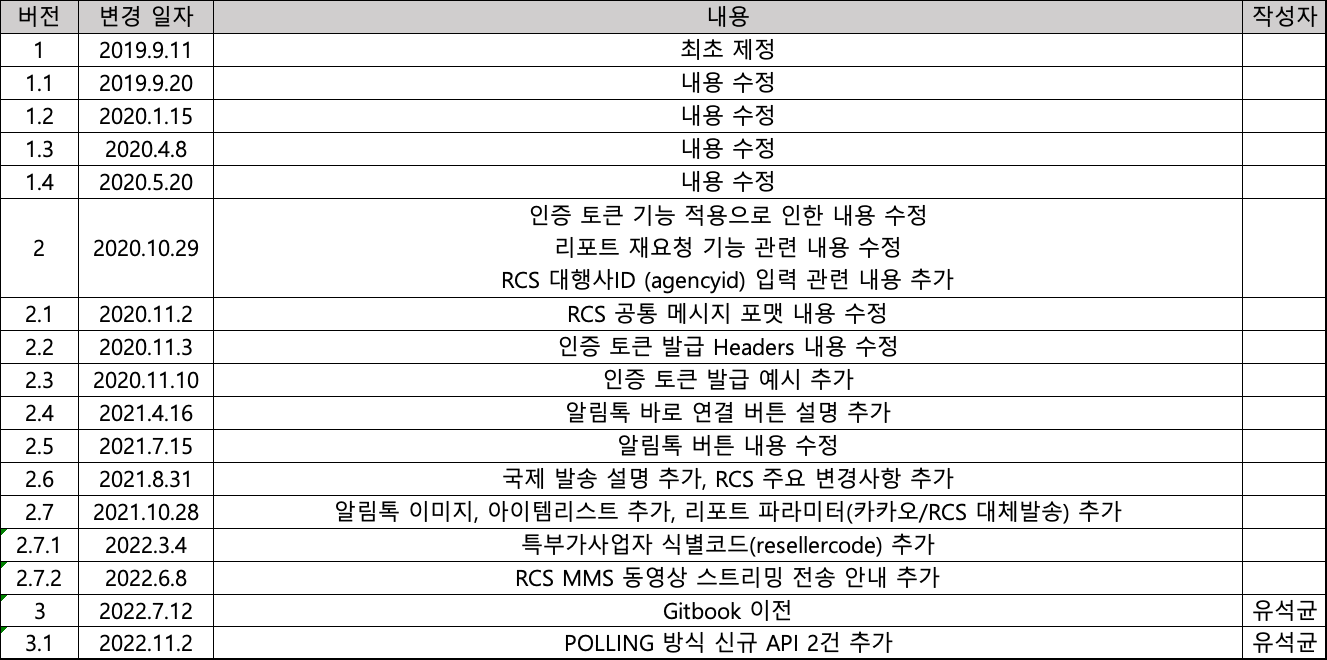 버전 변경 일자 내용 작성자
1 2019.9.11 최초 제정
1.1 2019.9.20 내용 수정
1.2 2020.1.15 내용 수정
1.3 2020.4.8 내용 수정
1.4 2020.5.20 내용 수정
2 2020.10.29 인증 토큰 기능 적용으로 인한 내용 수정
리포트 재요청 기능 관련 내용 수정
RCS 대행사ID (agencyid) 입력 관련 내용 추가
2.1 2020.11.2 RCS 공통 메시지 포맷 내용 수정
2.2 2020.11.3 인증 토큰 발급 Headers 내용 수정
2.3 2020.11.10 인증 토큰 발급 예시 추가
2.4 2021.4.16 알림톡 바로 연결 버튼 설명 추가
2.5 2021.7.15 알림톡 버튼 내용 수정
2.6 2021.8.31 국제 발송 설명 추가, RCS 주요 변경사항 추가
2.7 2021.10.28 알림톡 이미지, 아이템리스트 추가, 리포트 파라미터(카카오/RCS 대체발송) 추가
2.7.1 2022.3.4 특부가사업자 식별코드(resellercode) 추가
2.7.2 2022.6.8 RCS MMS 동영상 스트리밍 전송 안내 추가
3 2022.7.12 Gitbook 이전 유석균
3.1 2022.11.2 POLLING 방식 신규 API 2건 추가 유석균